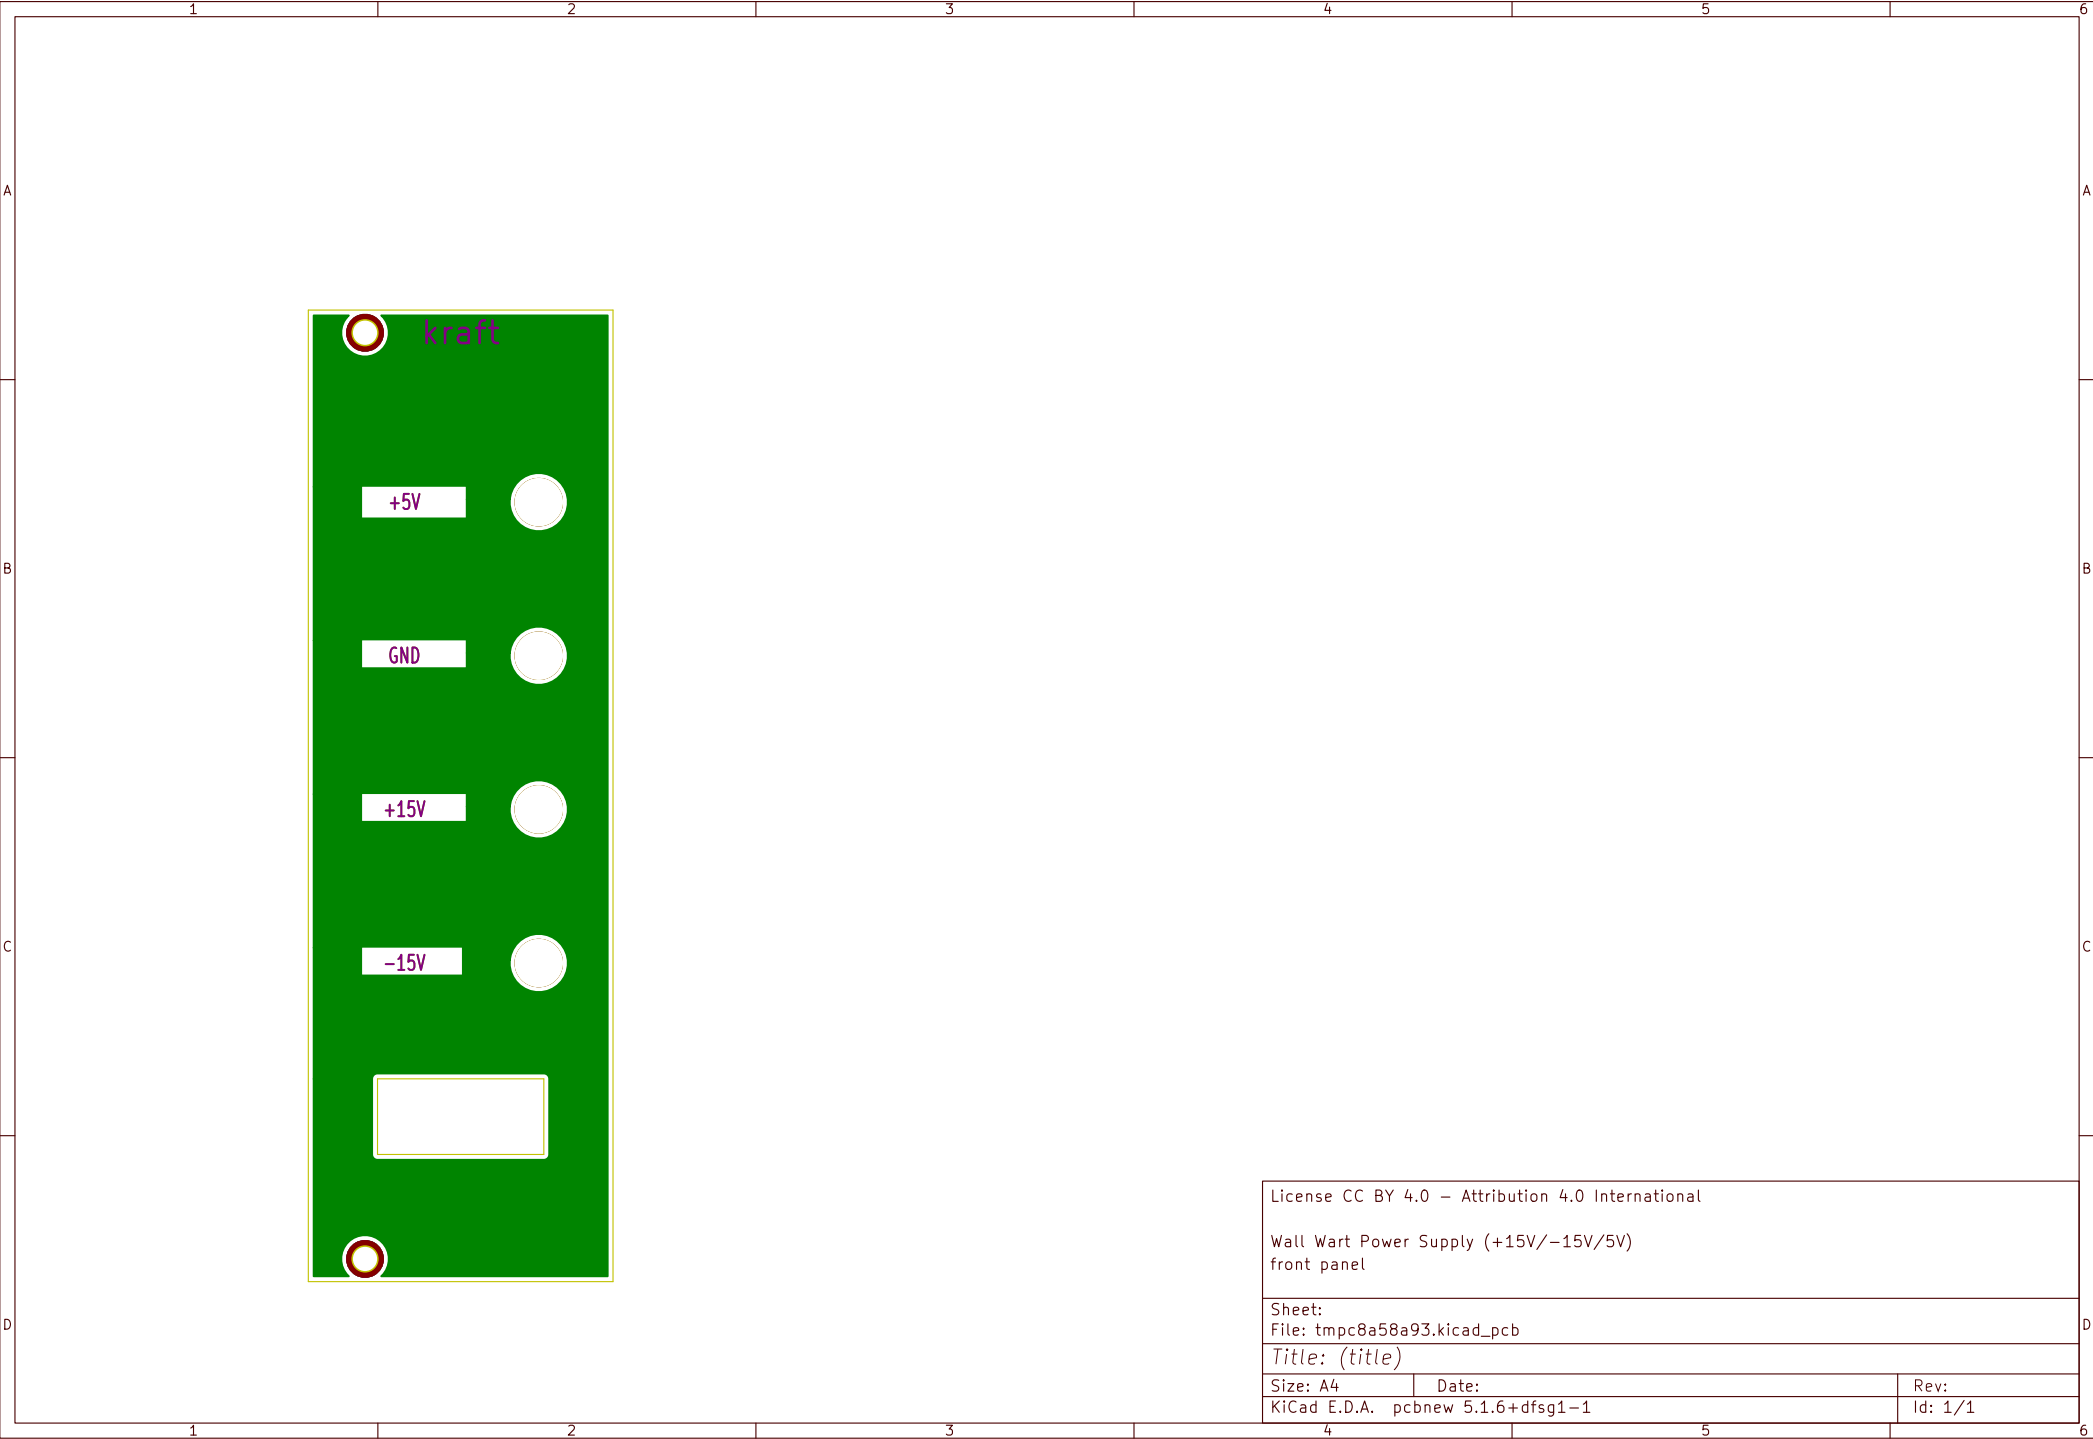 1 2 3 4 5 6
A A
kraft
+5V
B B
GND
+15V
C C
-15V
License CC BY 4.0 - Attribution 4.0 International
Wall Wart Power Supply (+15V/-15V/5V)
front panel
Sheet:
D D
File: tmpc8a58a93.kicad_pcb
Title: (title)
Size: A4 Date: Rev:
KiCad E.D.A. pcbnew 5.1.6+dfsg1-1 Id: 1/1
1 2 3 4 5 6